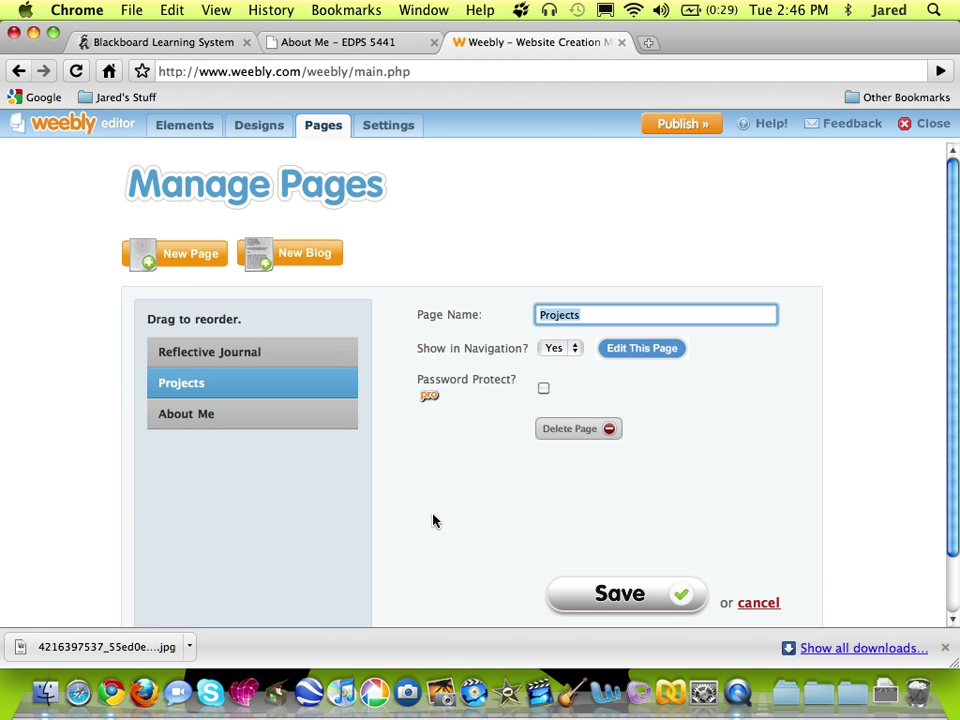 Chrome File Edit View History Bookmarks Window Help (0:29) Tue 2:46 PM Jared
Blackboard Learning System About Me - EDPS 5441 Weebly - Website Creation M
http://www.weebly.com/weebly/main.php
Google Jared's Stuff Other Bookmarks
weebly editor Elements Designs Pages Settings Publish » Help! Feedback Close
Manage Pages
New Page New Blog
Drag to reorder.
Reflective Journal
Projects
About Me
Page Name: Projects
Show in Navigation? Yes Edit This Page
Password Protect?
pro
Delete Page
Save or cancel
4216397537_55ed0e....jpg Show all downloads...